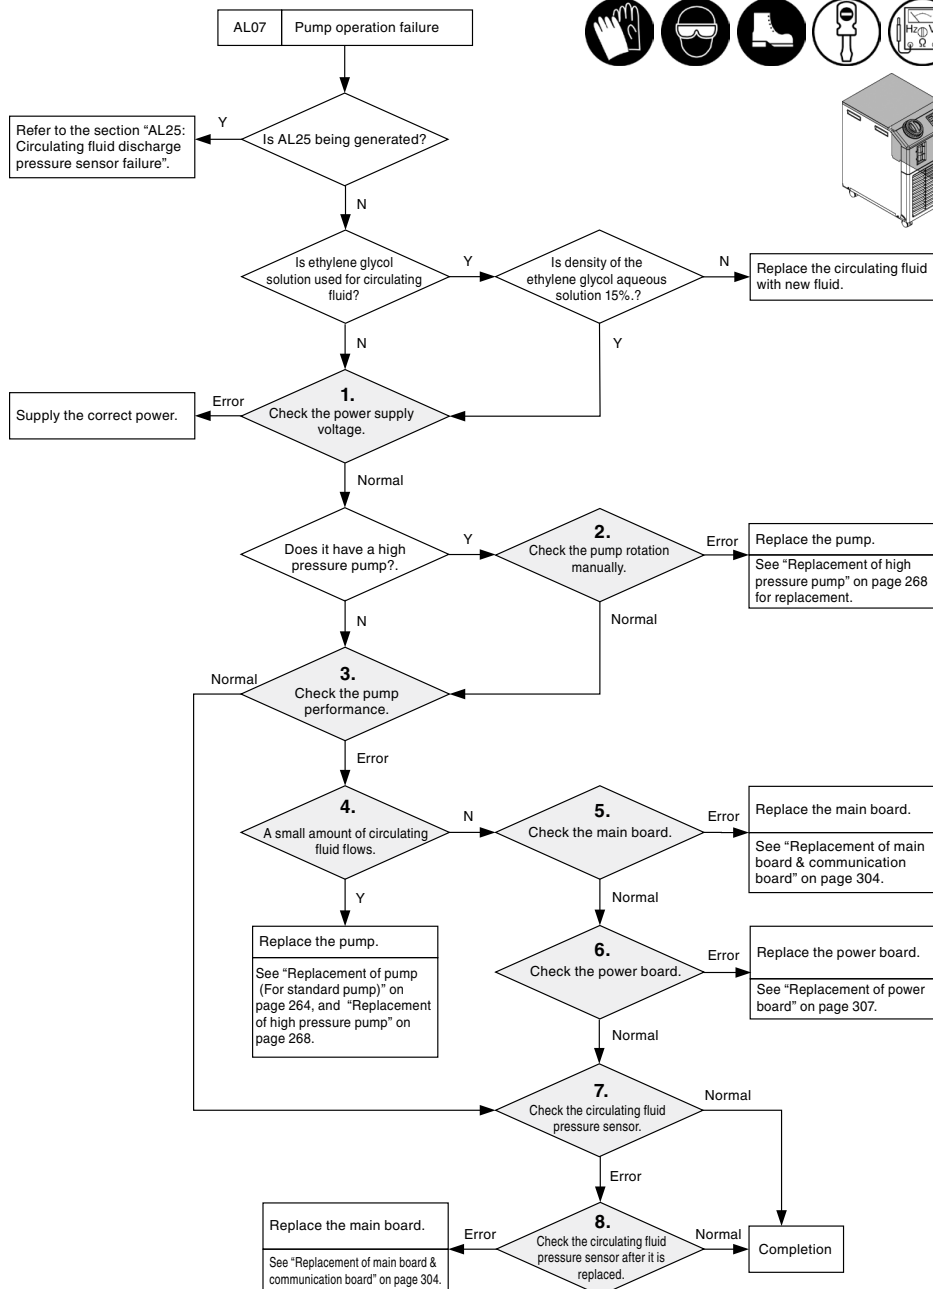 AL07 Pump operation failure
Hz V
Ω
Y
Is AL25 being generated?
Refer to the section “AL25:
Circulating fluid discharge
pressure sensor failure”.
N
Is ethylene glycol
solution used for circulating
fluid?
Y
Is density of the
ethylene glycol aqueous
solution 15%.?
N
Replace the circulating fluid
with new fluid.
N
Y
1.
Check the power supply
voltage.
Error
Supply the correct power.
Normal
Does it have a high
pressure pump?.
Y
2.
Check the pump rotation
manually.
Error
Replace the pump.
See “Replacement of high
pressure pump” on page 268
for replacement.
N
Normal
Normal
3.
Check the pump
performance.
Error
4.
A small amount of circulating
fluid flows.
N
5.
Check the main board.
Error
Replace the main board.
See “Replacement of main
board & communication
board” on page 304.
Y
Normal
Replace the pump.
See “Replacement of pump
(For standard pump)” on
page 264, and “Replacement
of high pressure pump” on
page 268.
6.
Check the power board.
Error
Replace the power board.
See “Replacement of power
board” on page 307.
Normal
7.
Check the circulating fluid
pressure sensor.
Normal
Error
8.
Check the circulating fluid
pressure sensor after it is
replaced.
Error
Replace the main board.
See “Replacement of main board &
communication board” on page 304.
Normal
Completion